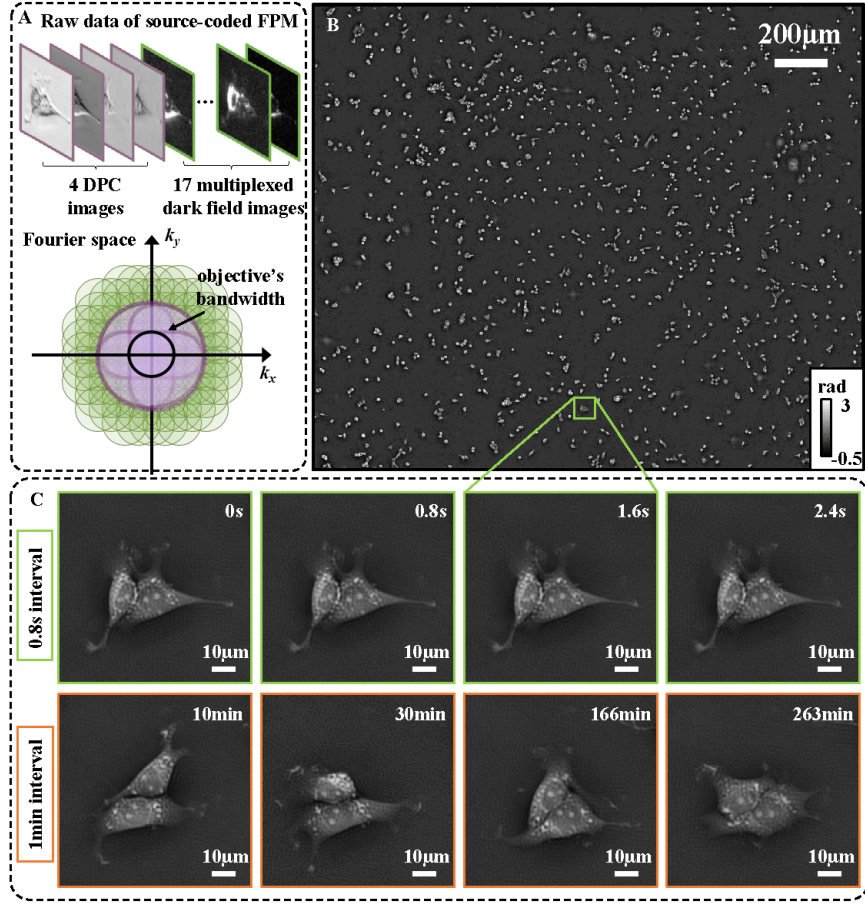 A Raw data of source-coded FPM
...
4 DPC
images
17 multiplexed
dark field images
Fourier space
ky
objective's
bandwidth
kx
B
200μm
rad
3
-0.5
C
0.8s interval
0s
0.8s
1.6s
2.4s
10μm
10μm
10μm
10μm
1min interval
10min
30min
166min
263min
10μm
10μm
10μm
10μm